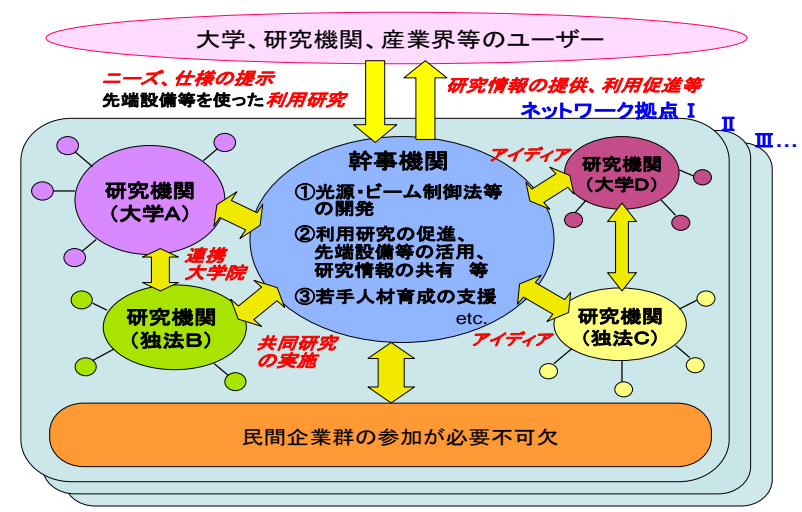 大学、研究機関、産業界等のユーザー
ニーズ、仕様の提示
先端設備等を使った利用研究
研究情報の提供、利用促進等
ネットワーク拠点Ⅰ
Ⅱ
Ⅲ…
幹事機関
①光源・ビーム制御法等
の開発
②利用研究の促進、
先端設備等の活用、
研究情報の共有 等
③若手人材育成の支援
etc.
研究機関
（大学A）
連携
大学院
研究機関
（独法B）
共同研究
の実施
アイディア
研究機関
（大学D）
研究機関
（独法C）
アイディア
民間企業群の参加が必要不可欠